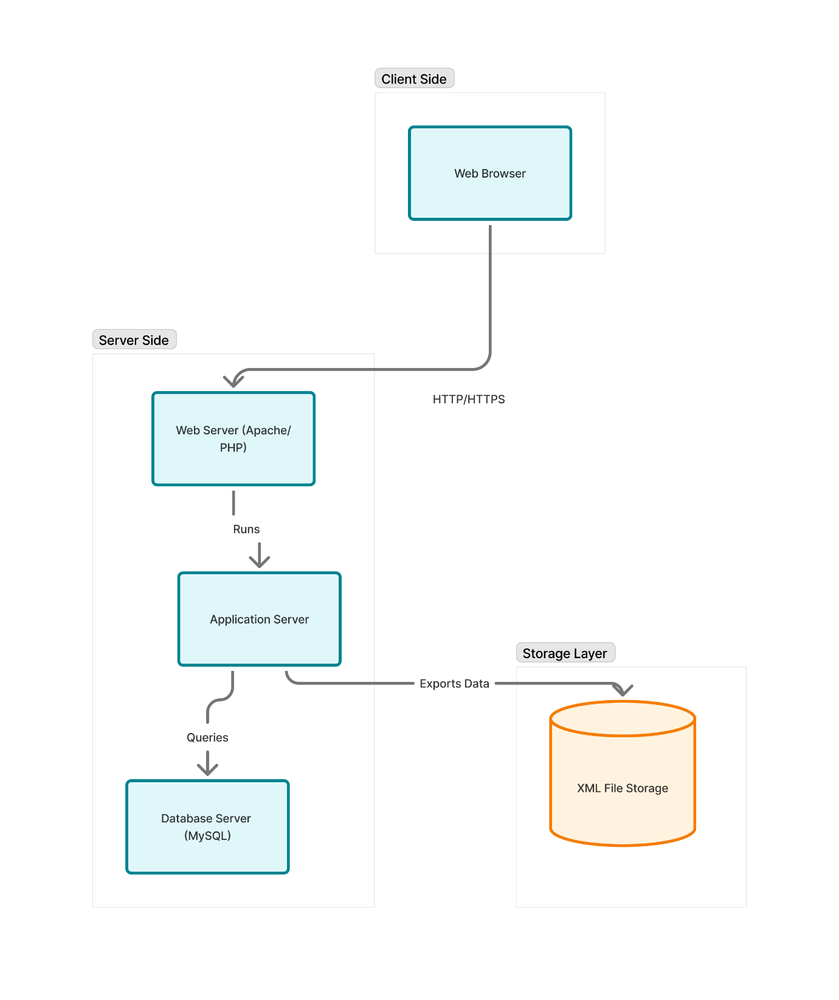 Client Side
Web Browser
Server Side
HTTP/HTTPS
Web Server (Apache/
PHP)
Runs
Application Server
Storage Layer
Exports Data
Queries
XML File Storage
Database Server
(MySQL)